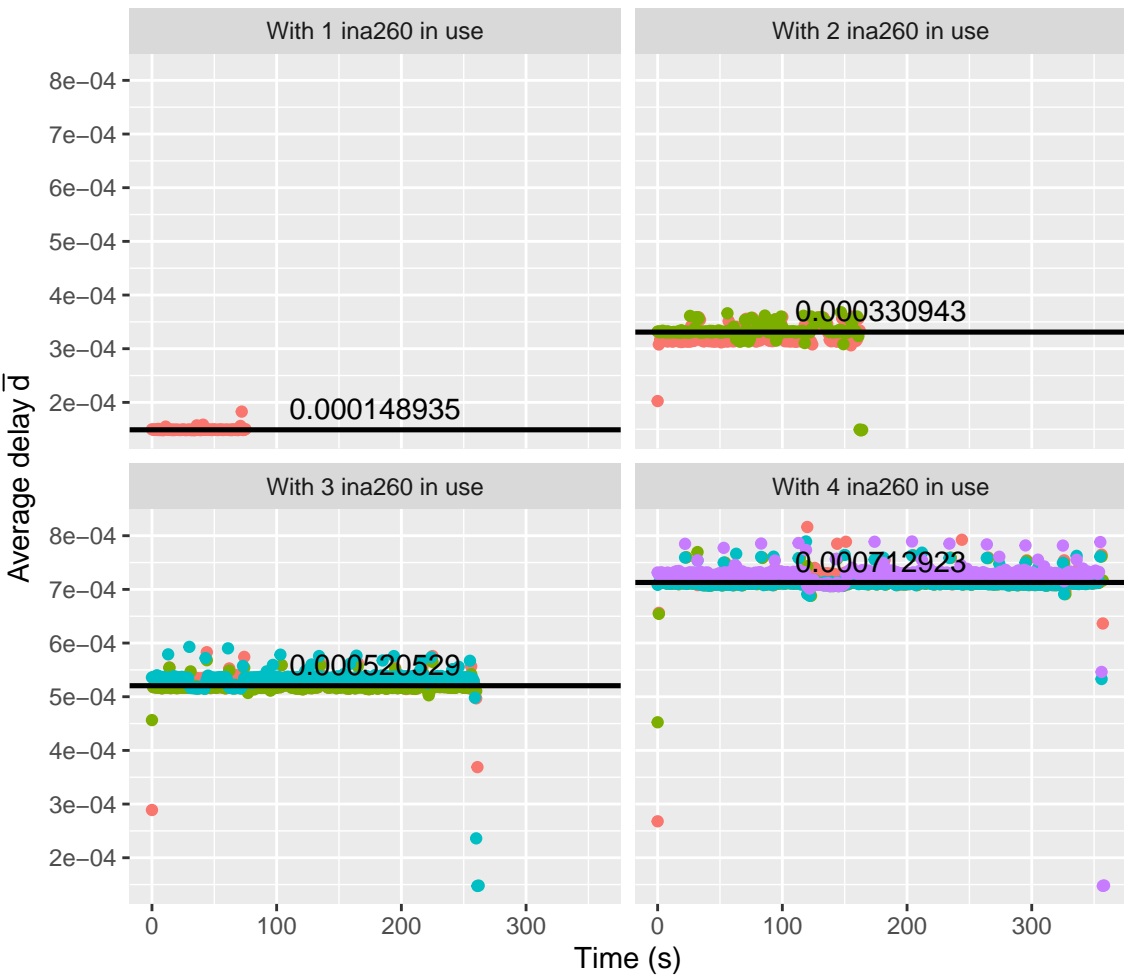 With 1 ina260 in use
With 2 ina260 in use
8e−04
7e−04
6e−04
5e−04
4e−04
3e−04
2e−04
0.000148935
0.000330943
With 3 ina260 in use
With 4 ina260 in use
8e−04
7e−04
6e−04
5e−04
4e−04
3e−04
2e−04
0.000520529
0.000712923
0 100 200 300
0 100 200 300
Time (s)
Average delay d̅